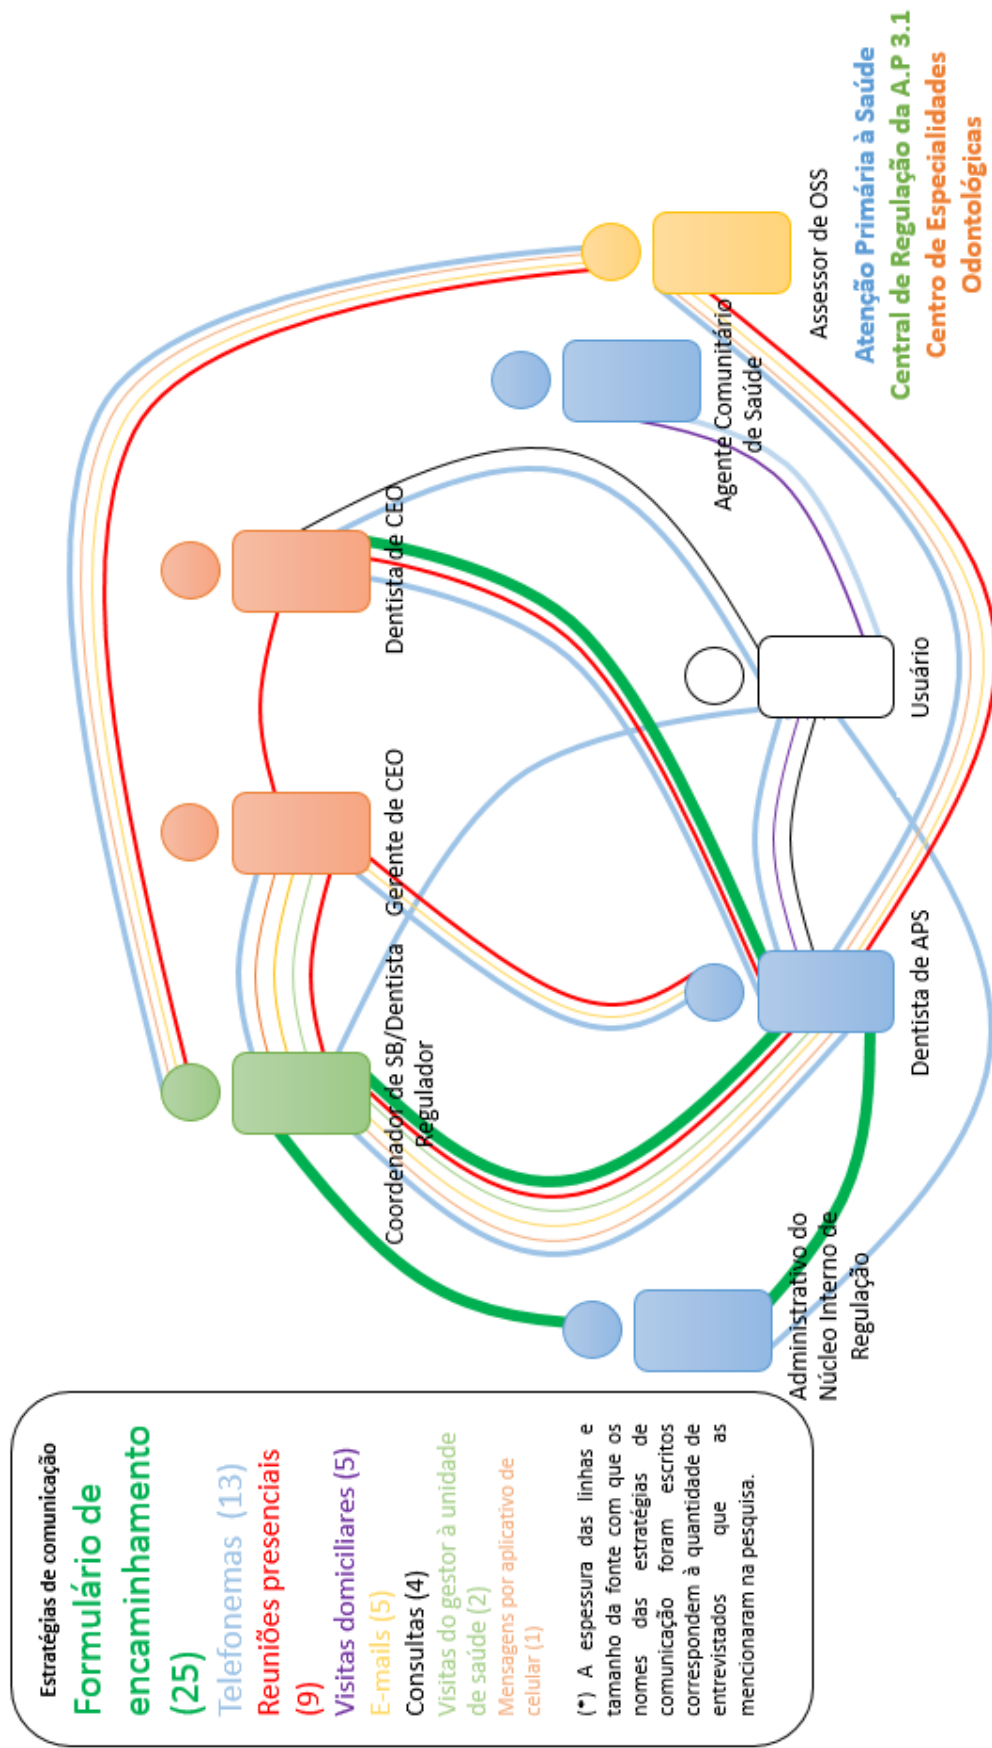 Estratégias de comunicação
Formulário de
encaminhamento
(25)
Telefonemas (13)
Reuniões presenciais
(9)
Visitas domiciliares (5)
E-mails (5)
Consultas (4)
Visitas do gestor à unidade
de saúde (2)
Mensagens por aplicativo de
celular (1)
(*) A espessura das linhas e
tamanho da fonte com que os
nomes das estratégias de
comunicação foram escritos
correspondem à quantidade de
entrevistados que as
mencionaram na pesquisa.
Coordenador de SB/Dentista
Regulador
Gerente de CEO
Dentista de CEO
Administrativo do
Núcleo Interno de
Regulação
Dentista de APS
Usuário
Agente Comunitário
de Saúde
Assessor de OSS
Atenção Primária à Saúde
Central de Regulação da A.P 3.1
Centro de Especialidades
Odontológicas